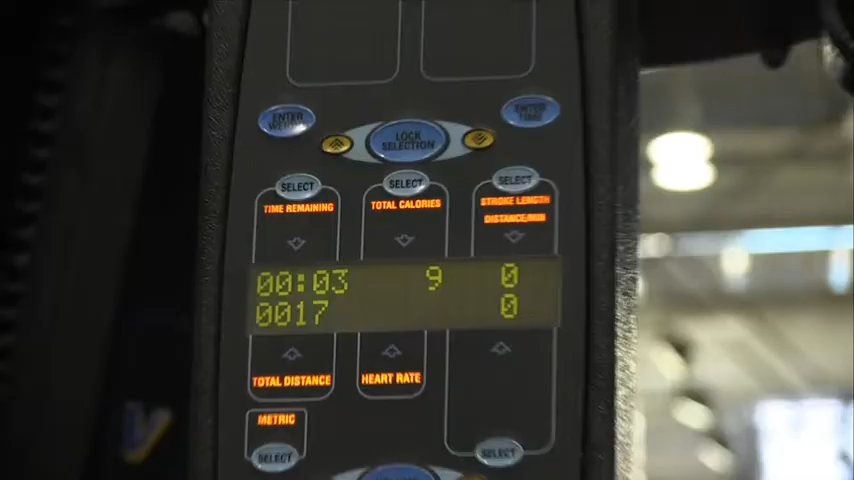 ENTER
WEIGHT
ENTER
TIME
LOCK
SELECTION
SELECT
SELECT
SELECT
TIME REMAINING
TOTAL CALORIES
STROKE LENGTH
DISTANCE/MIN
00:03 9 0
0017 0
TOTAL DISTANCE
HEART RATE
METRIC
SELECT
SELECT